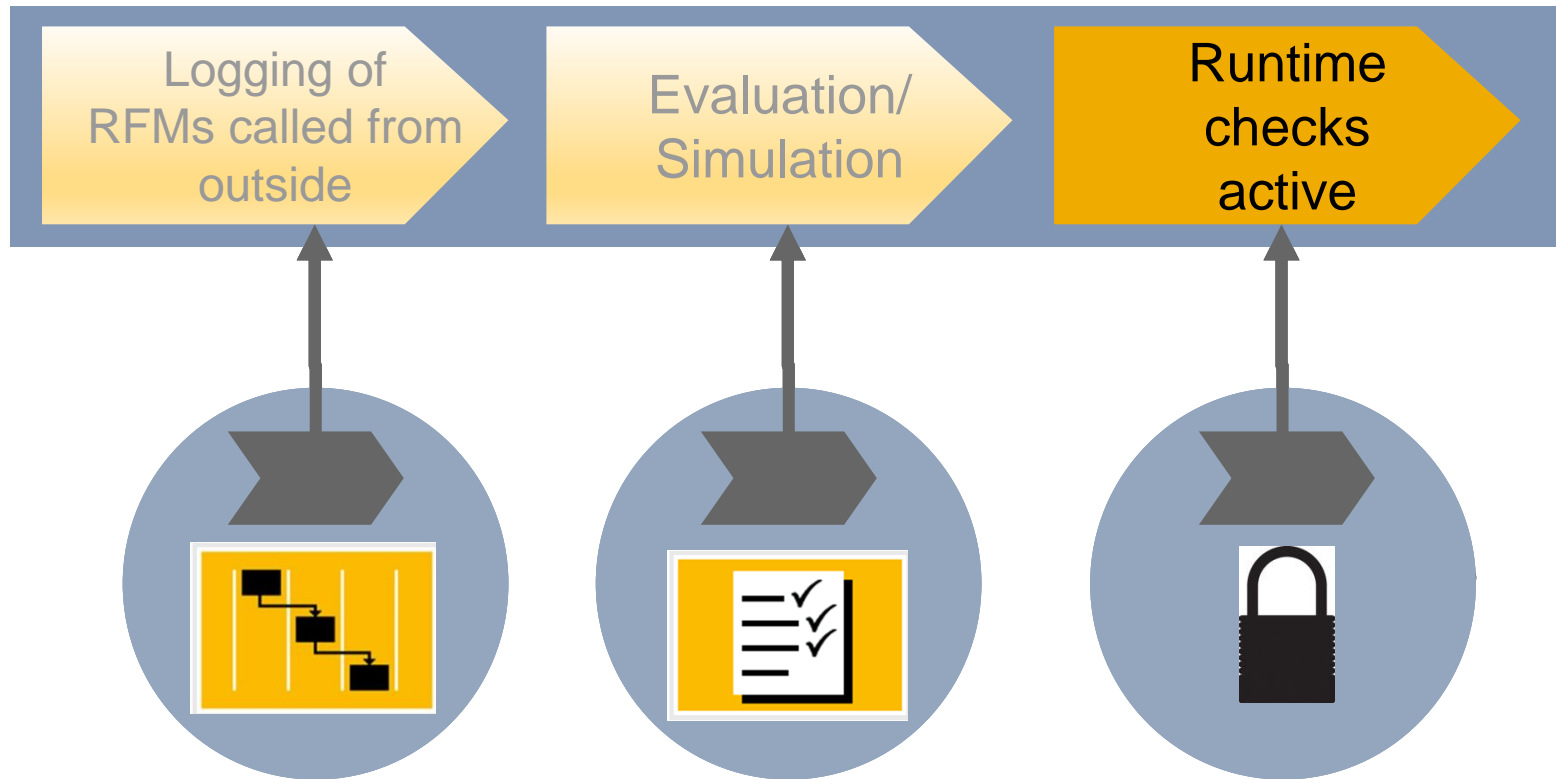 Logging of
RFMs called from
outside
Evaluation/
Simulation
Runtime
checks
active